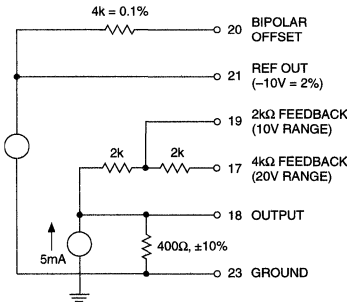 4k = 0.1%
20 BIPOLAR
OFFSET
21 REF OUT
(–10V = 2%)
19 2kΩ FEEDBACK
(10V RANGE)
2k 2k
17 4kΩ FEEDBACK
(20V RANGE)
18 OUTPUT
5mA
400Ω, ±10%
23 GROUND